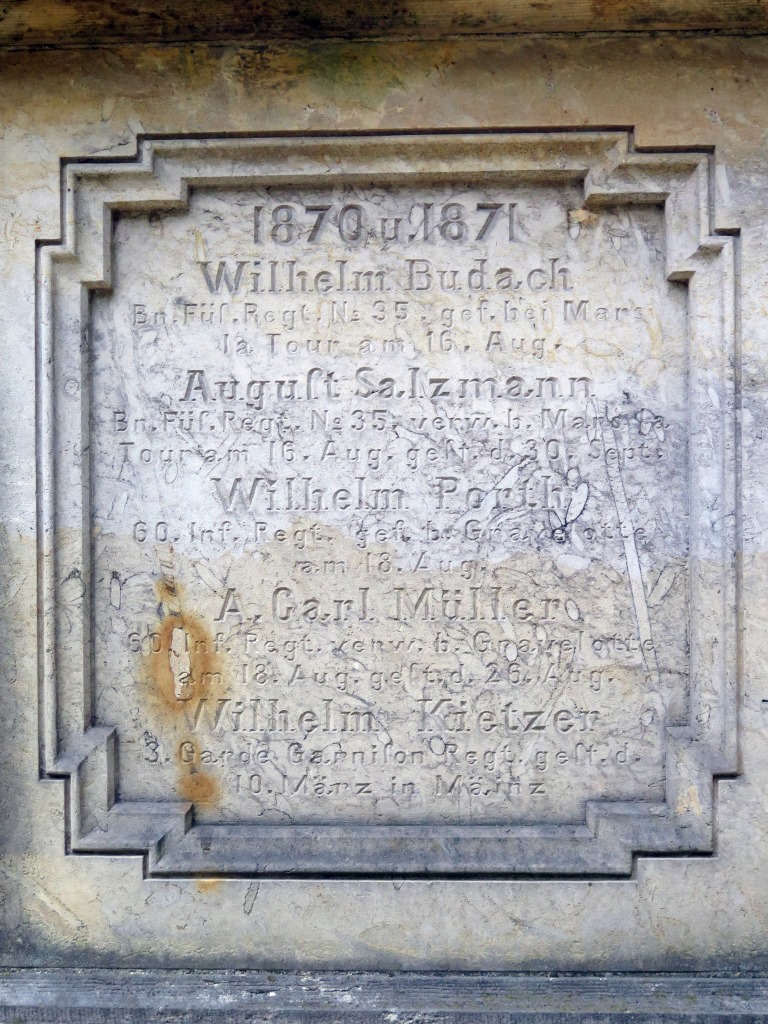 1870 u. 1871
Wilhelm Budach
Bn. Füſ. Regt. № 35. gef. bei Mars
la Tour am 16. Aug.
Auguſt Salzmann
Bn. Füſ. Regt. № 35. verw. b. Mars la
Tour am 16. Aug. geſt. d. 30. Sept.
Wilhelm Porth
60. Inf. Regt. gef. b. Gravelotte
am 18. Aug.
A. Carl Müller
60. Inf. Regt. verw. b. Gravelotte
am 18. Aug. geſt. d. 26. Aug.
Wilhelm Kietzer
3. Garde Garniſon Regt. geſt. d.
10. März in Mainz